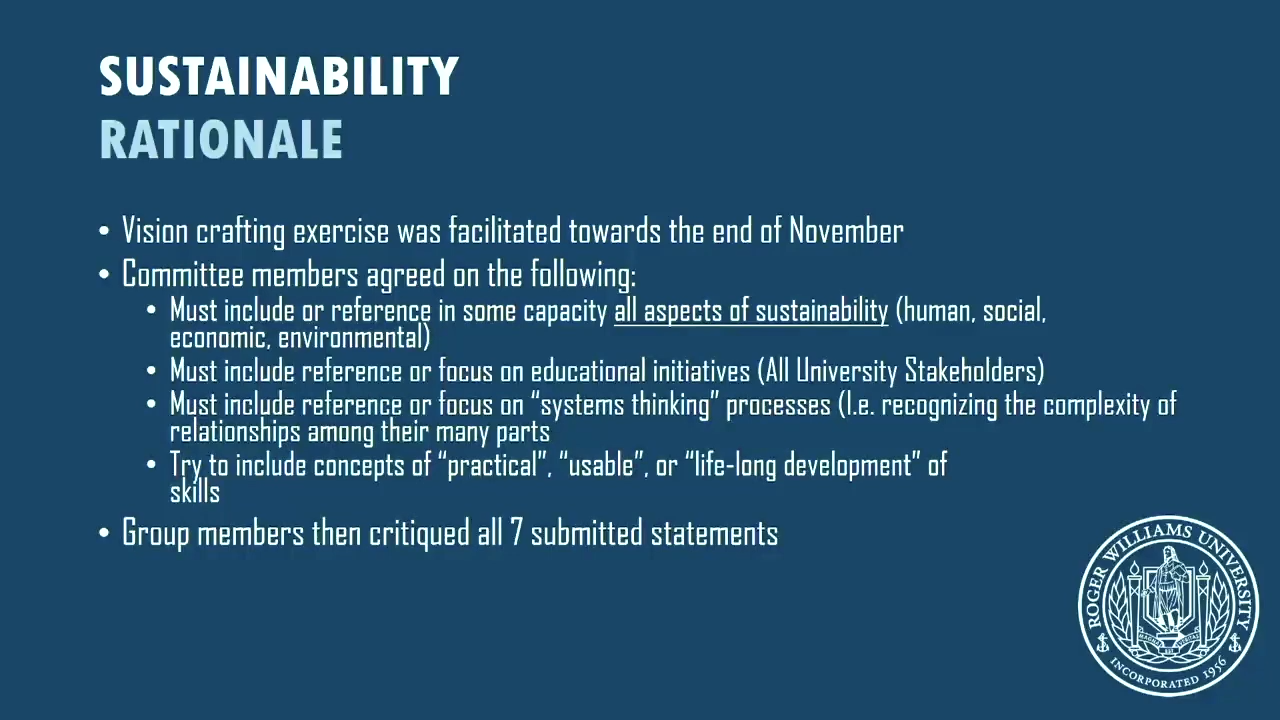 SUSTAINABILITY
RATIONALE
• Vision crafting exercise was facilitated towards the end of November
• Committee members agreed on the following:
• Must include or reference in some capacity all aspects of sustainability (human, social,
economic, environmental)
• Must include reference or focus on educational initiatives (All University Stakeholders)
• Must include reference or focus on “systems thinking” processes (I.e. recognizing the complexity of
relationships among their many parts
• Try to include concepts of “practical”, “usable”, or “life-long development” of
skills
• Group members then critiqued all 7 submitted statements
ROGER WILLIAMS UNIVERSITY
INCORPORATED 1956